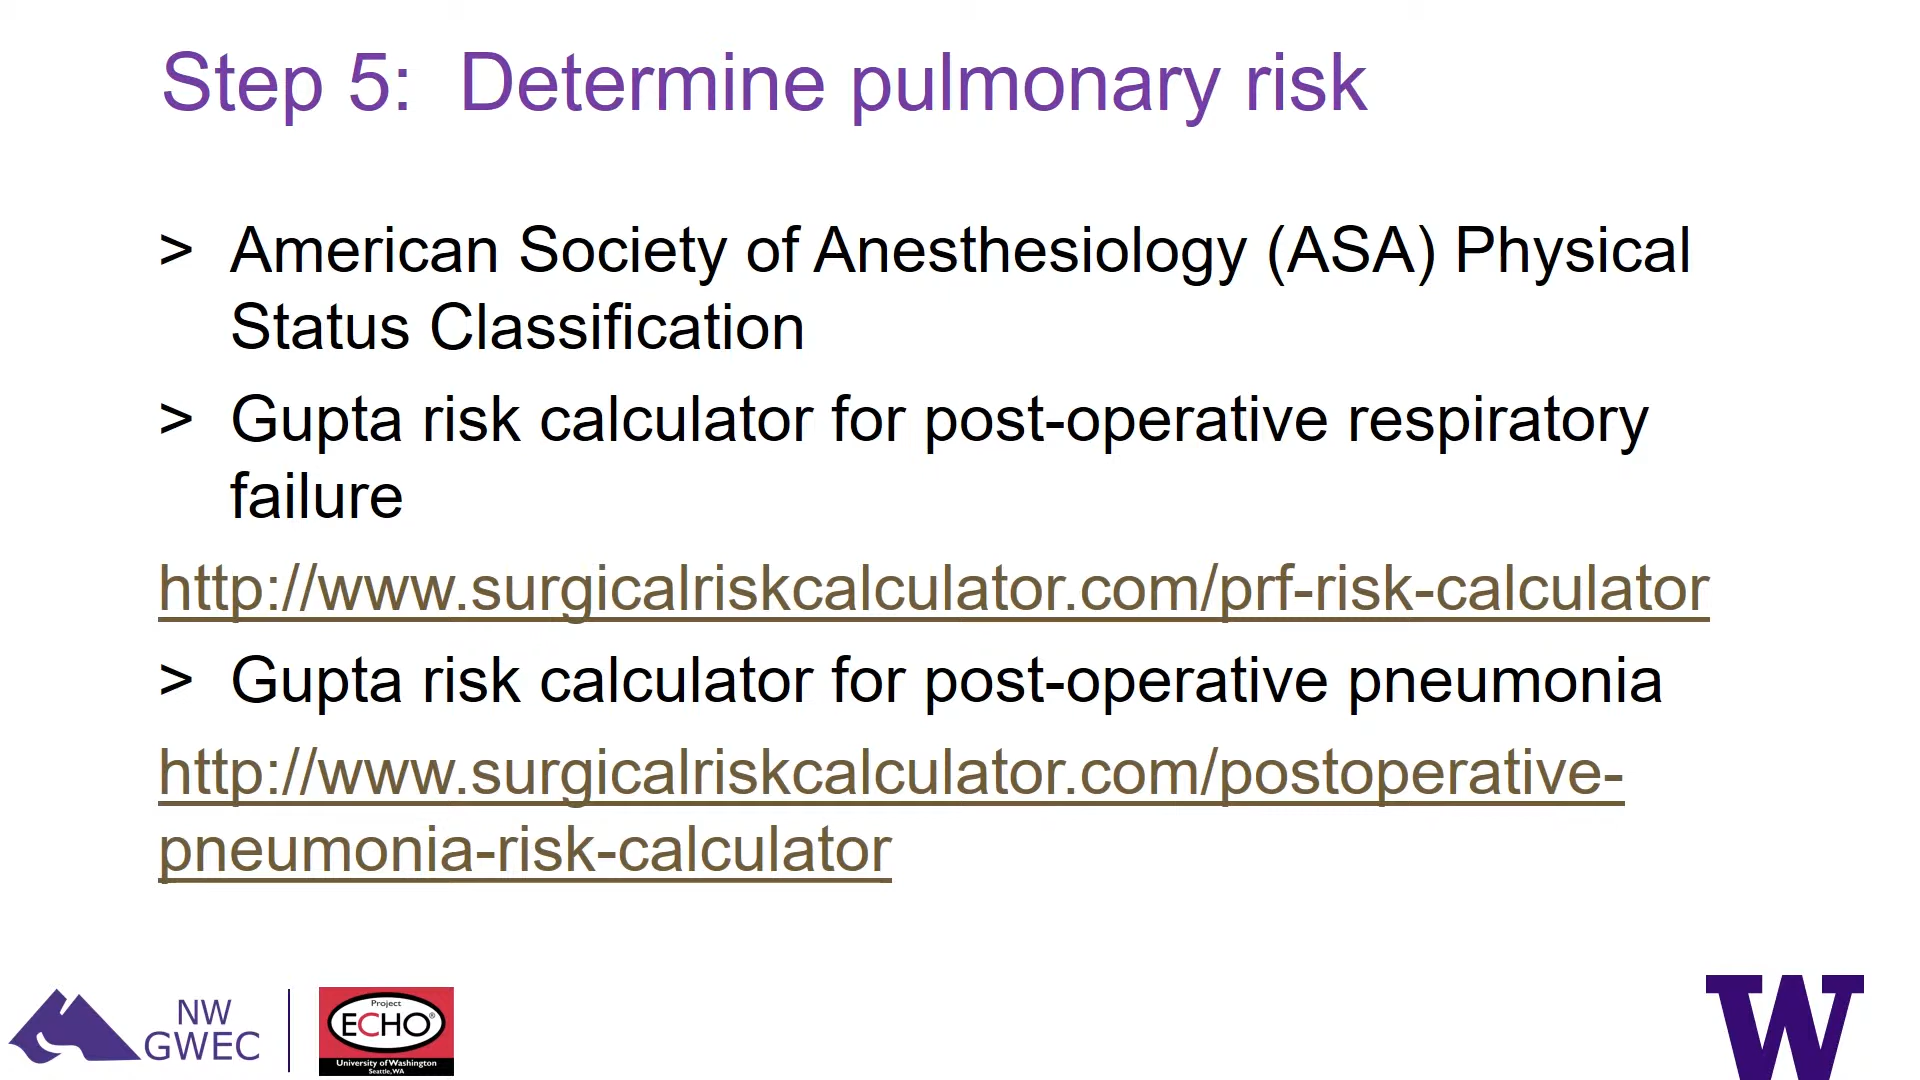 Step 5:  Determine pulmonary risk
> American Society of Anesthesiology (ASA) Physical
Status Classification
> Gupta risk calculator for post-operative respiratory
failure
http://www.surgicalriskcalculator.com/prf-risk-calculator
> Gupta risk calculator for post-operative pneumonia
http://www.surgicalriskcalculator.com/postoperative-
pneumonia-risk-calculator
NW
GWEC
Project
ECHO®
University of Washington
Seattle, WA
W